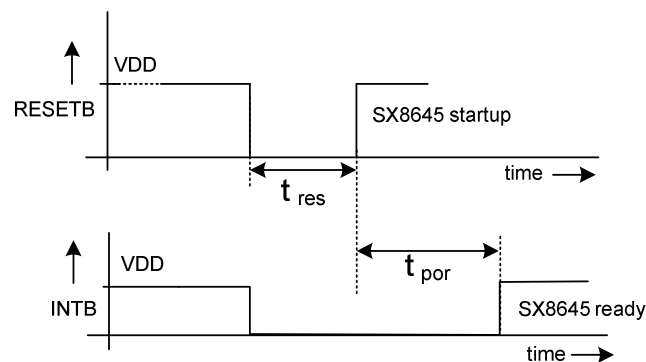 VDD
RESETB
SX8645 startup
time
t res
VDD
t por
INTB
SX8645 ready
time